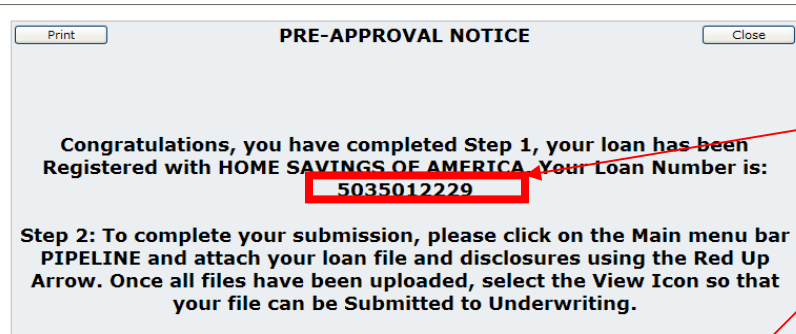 Print PRE-APPROVAL NOTICE Close
Congratulations, you have completed Step 1, your loan has been
Registered with HOME SAVINGS OF AMERICA. Your Loan Number is:
5035012229
Step 2: To complete your submission, please click on the Main menu bar
PIPELINE and attach your loan file and disclosures using the Red Up
Arrow. Once all files have been uploaded, select the View Icon so that
your file can be Submitted to Underwriting.